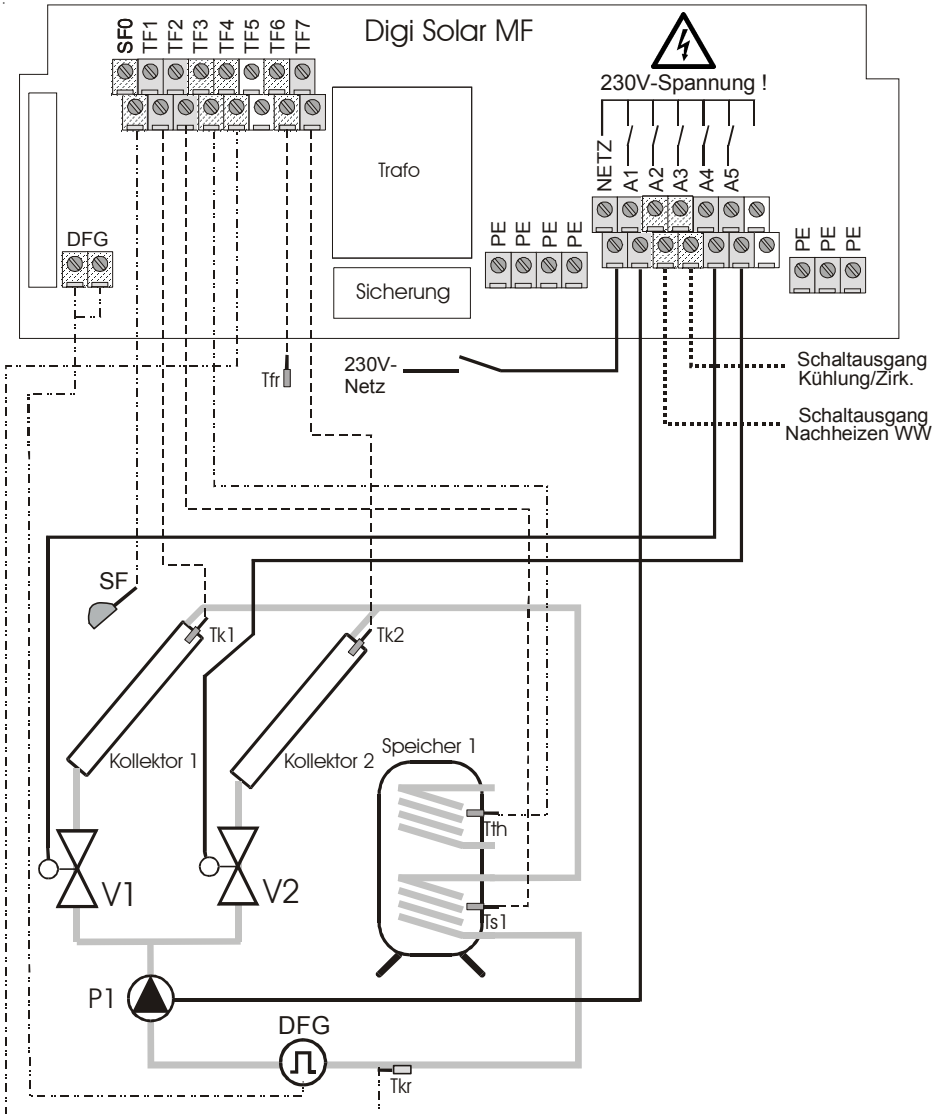 Digi Solar MF
SF0
TF1
TF2
TF3
TF4
TF5
TF6
TF7
230V-Spannung !
Trafo
NETZ
A1
A2
A3
A4
A5
PE
PE
PE
PE
PE
PE
PE
DFG
Sicherung
Tfr
230V-
Netz
Schaltausgang
Kühlung/Zirk.
Schaltausgang
Nachheizen WW
SF
Tk1
Tk2
Kollektor 1
Kollektor 2
Speicher 1
Tth
V1
V2
Ts1
P1
DFG
Tkr